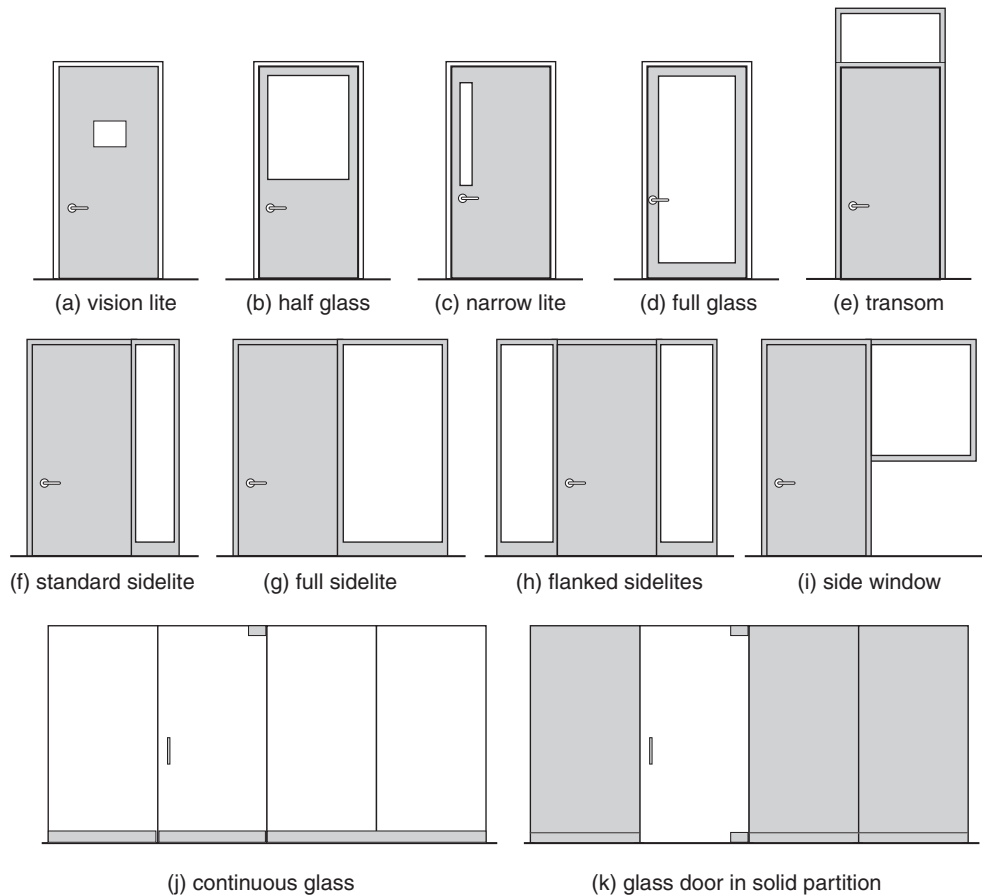 (a) vision lite
(b) half glass
(c) narrow lite
(d) full glass
(e) transom
(f) standard sidelite
(g) full sidelite
(h) flanked sidelites
(i) side window
(j) continuous glass
(k) glass door in solid partition